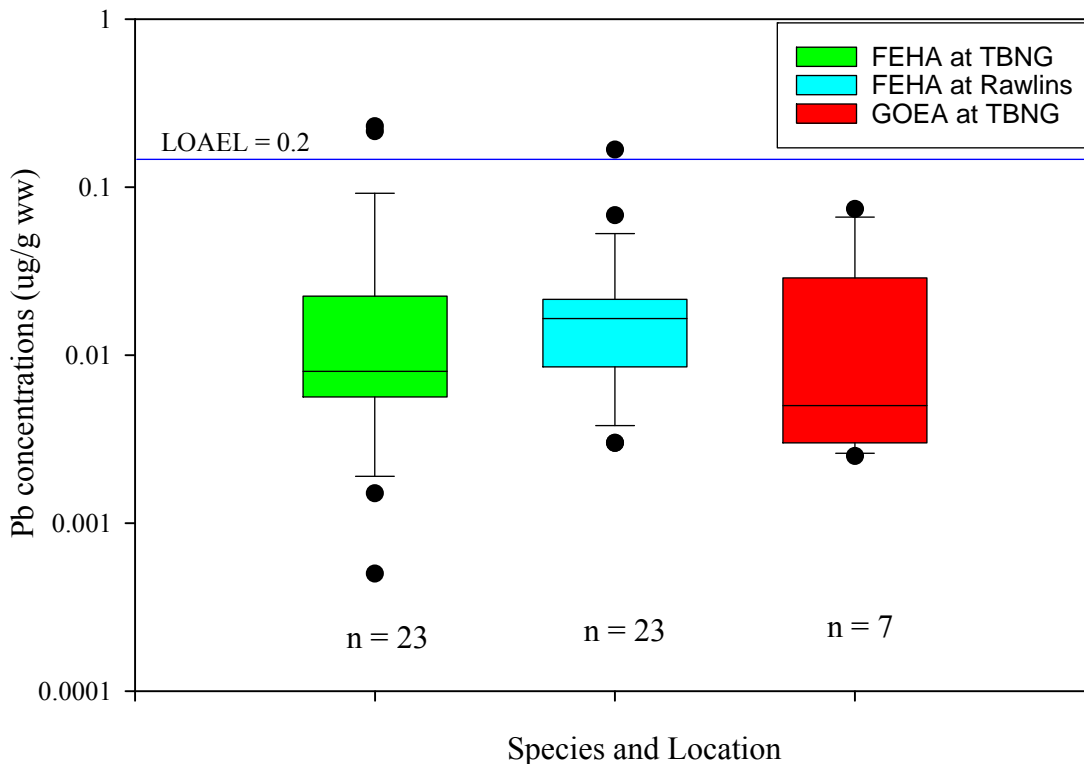 1
FEHA at TBNG
FEHA at Rawlins
GOEA at TBNG
LOAEL = 0.2
0.1
Pb concentrations (ug/g ww)
0.01
0.001
n = 23
n = 23
n = 7
0.0001
Species and Location